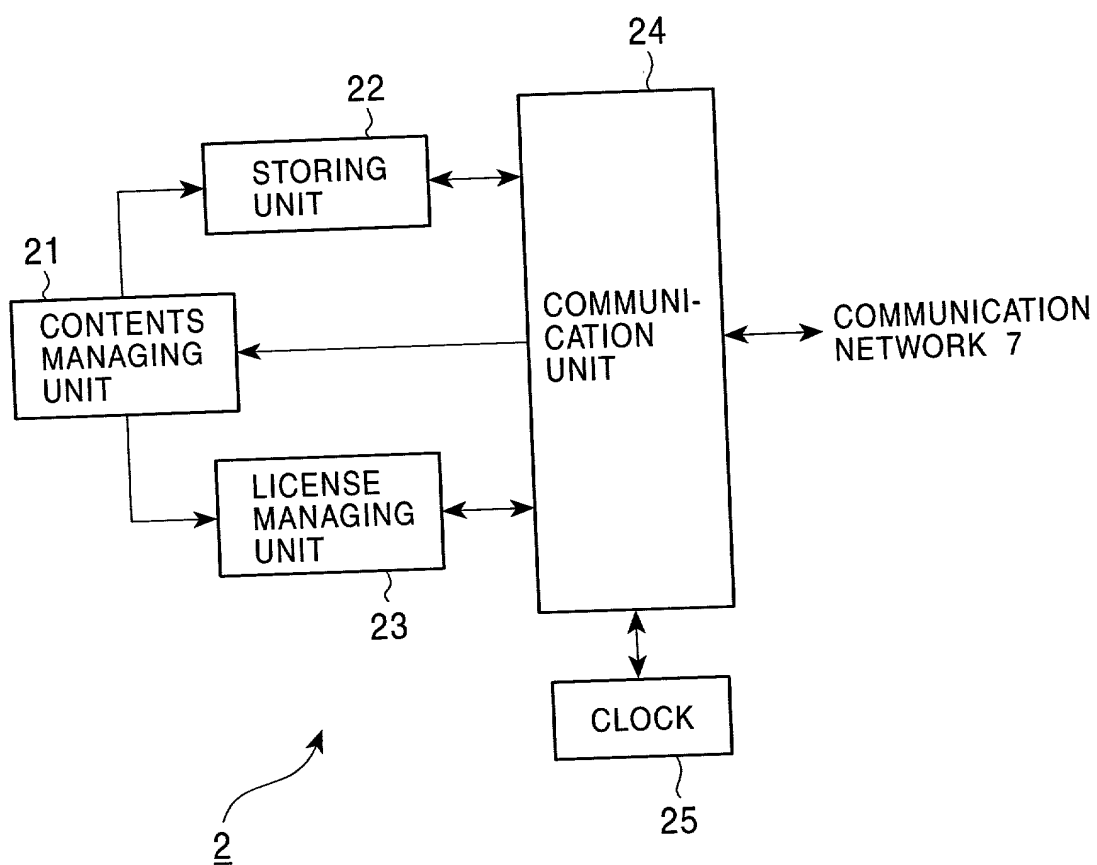 24
22
STORING
UNIT
21
CONTENTS
MANAGING
UNIT
COMMUNI-
CATION
UNIT
COMMUNICATION
NETWORK 7
LICENSE
MANAGING
UNIT
23
CLOCK
25
2